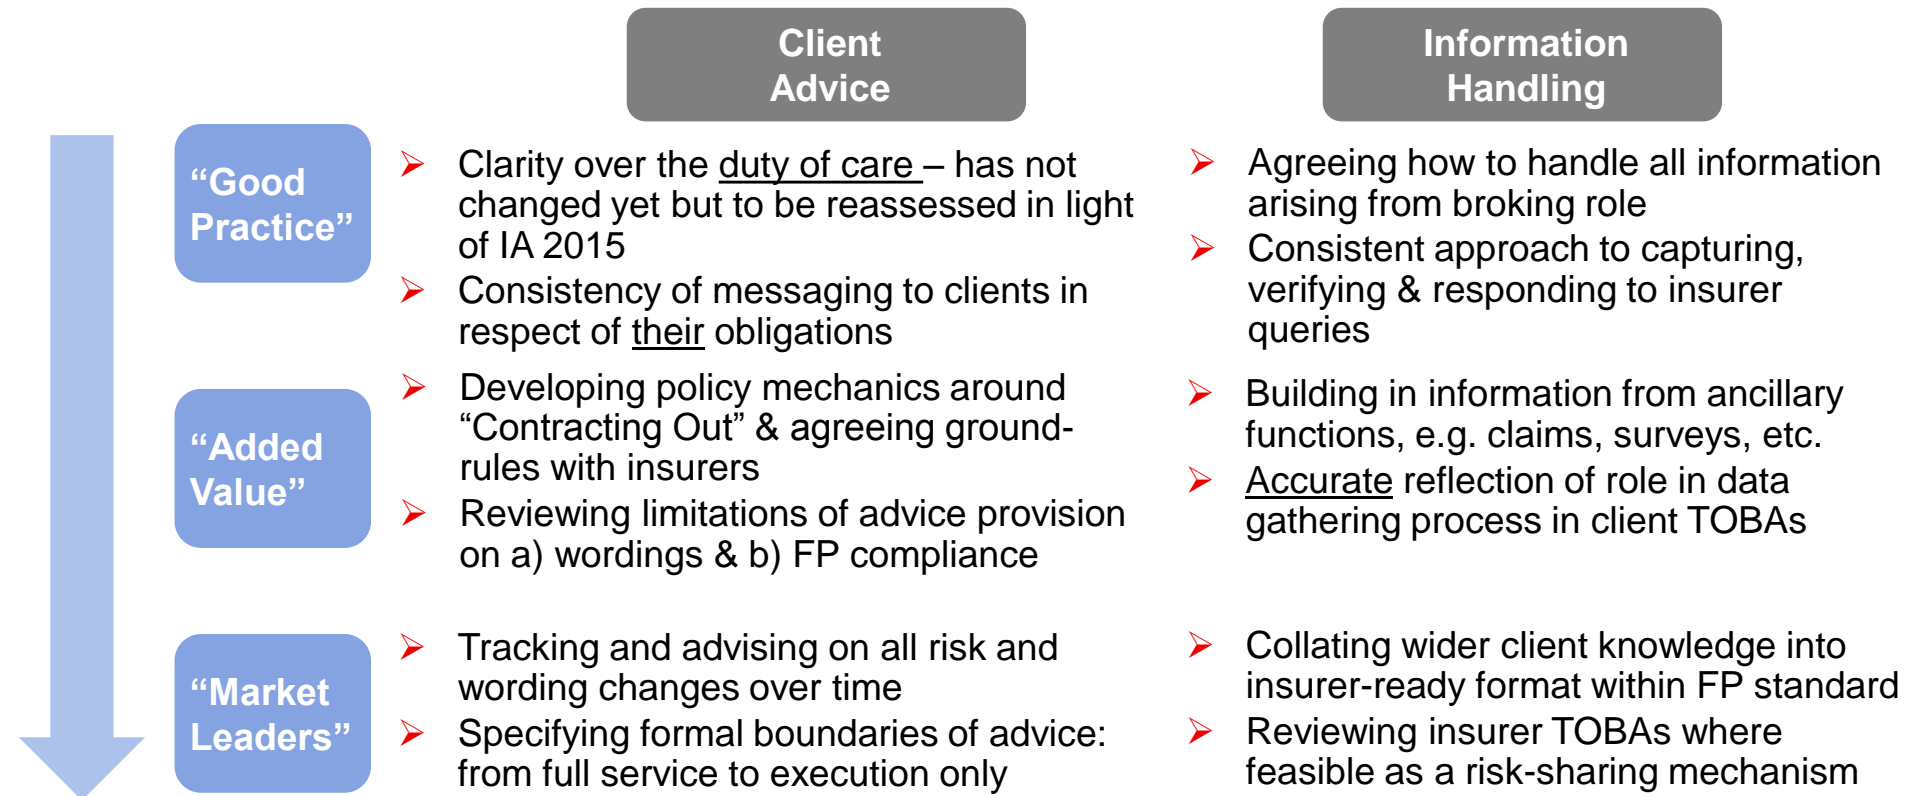 Client
Advice
Information
Handling
“Good
Practice”
➢ Clarity over the duty of care – has not
changed yet but to be reassessed in light
of IA 2015
➢ Consistency of messaging to clients in
respect of their obligations
➢ Agreeing how to handle all information
arising from broking role
➢ Consistent approach to capturing,
verifying & responding to insurer
queries
“Added
Value”
➢ Developing policy mechanics around
“Contracting Out” & agreeing ground-
rules with insurers
➢ Reviewing limitations of advice provision
on a) wordings & b) FP compliance
➢ Building in information from ancillary
functions, e.g. claims, surveys, etc.
➢ Accurate reflection of role in data
gathering process in client TOBAs
“Market
Leaders”
➢ Tracking and advising on all risk and
wording changes over time
➢ Specifying formal boundaries of advice:
from full service to execution only
➢ Collating wider client knowledge into
insurer-ready format within FP standard
➢ Reviewing insurer TOBAs where
feasible as a risk-sharing mechanism